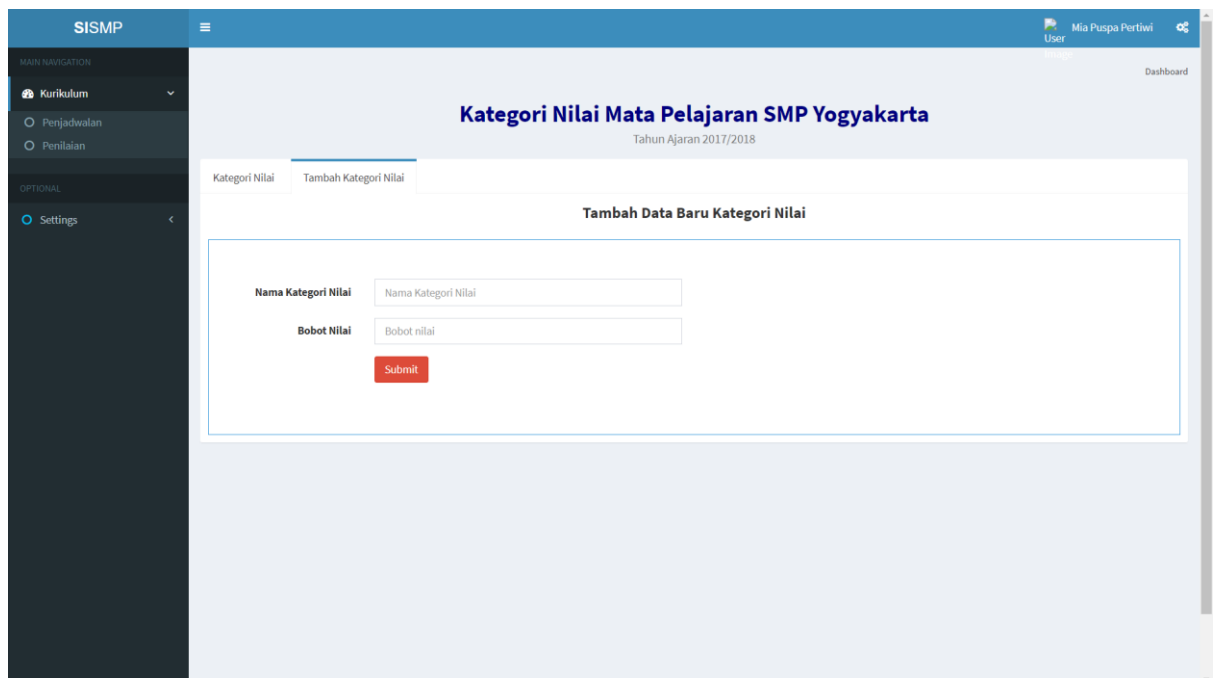 SISMP
User
Image
Mia Puspa Pertiwi
MAIN NAVIGATION
Dashboard
Kurikulum
Penjadwalan
Penilaian
OPTIONAL
Settings
Kategori Nilai Mata Pelajaran SMP Yogyakarta
Tahun Ajaran 2017/2018
Kategori Nilai
Tambah Kategori Nilai
Tambah Data Baru Kategori Nilai
Nama Kategori Nilai
Nama Kategori Nilai
Bobot Nilai
Bobot nilai
Submit